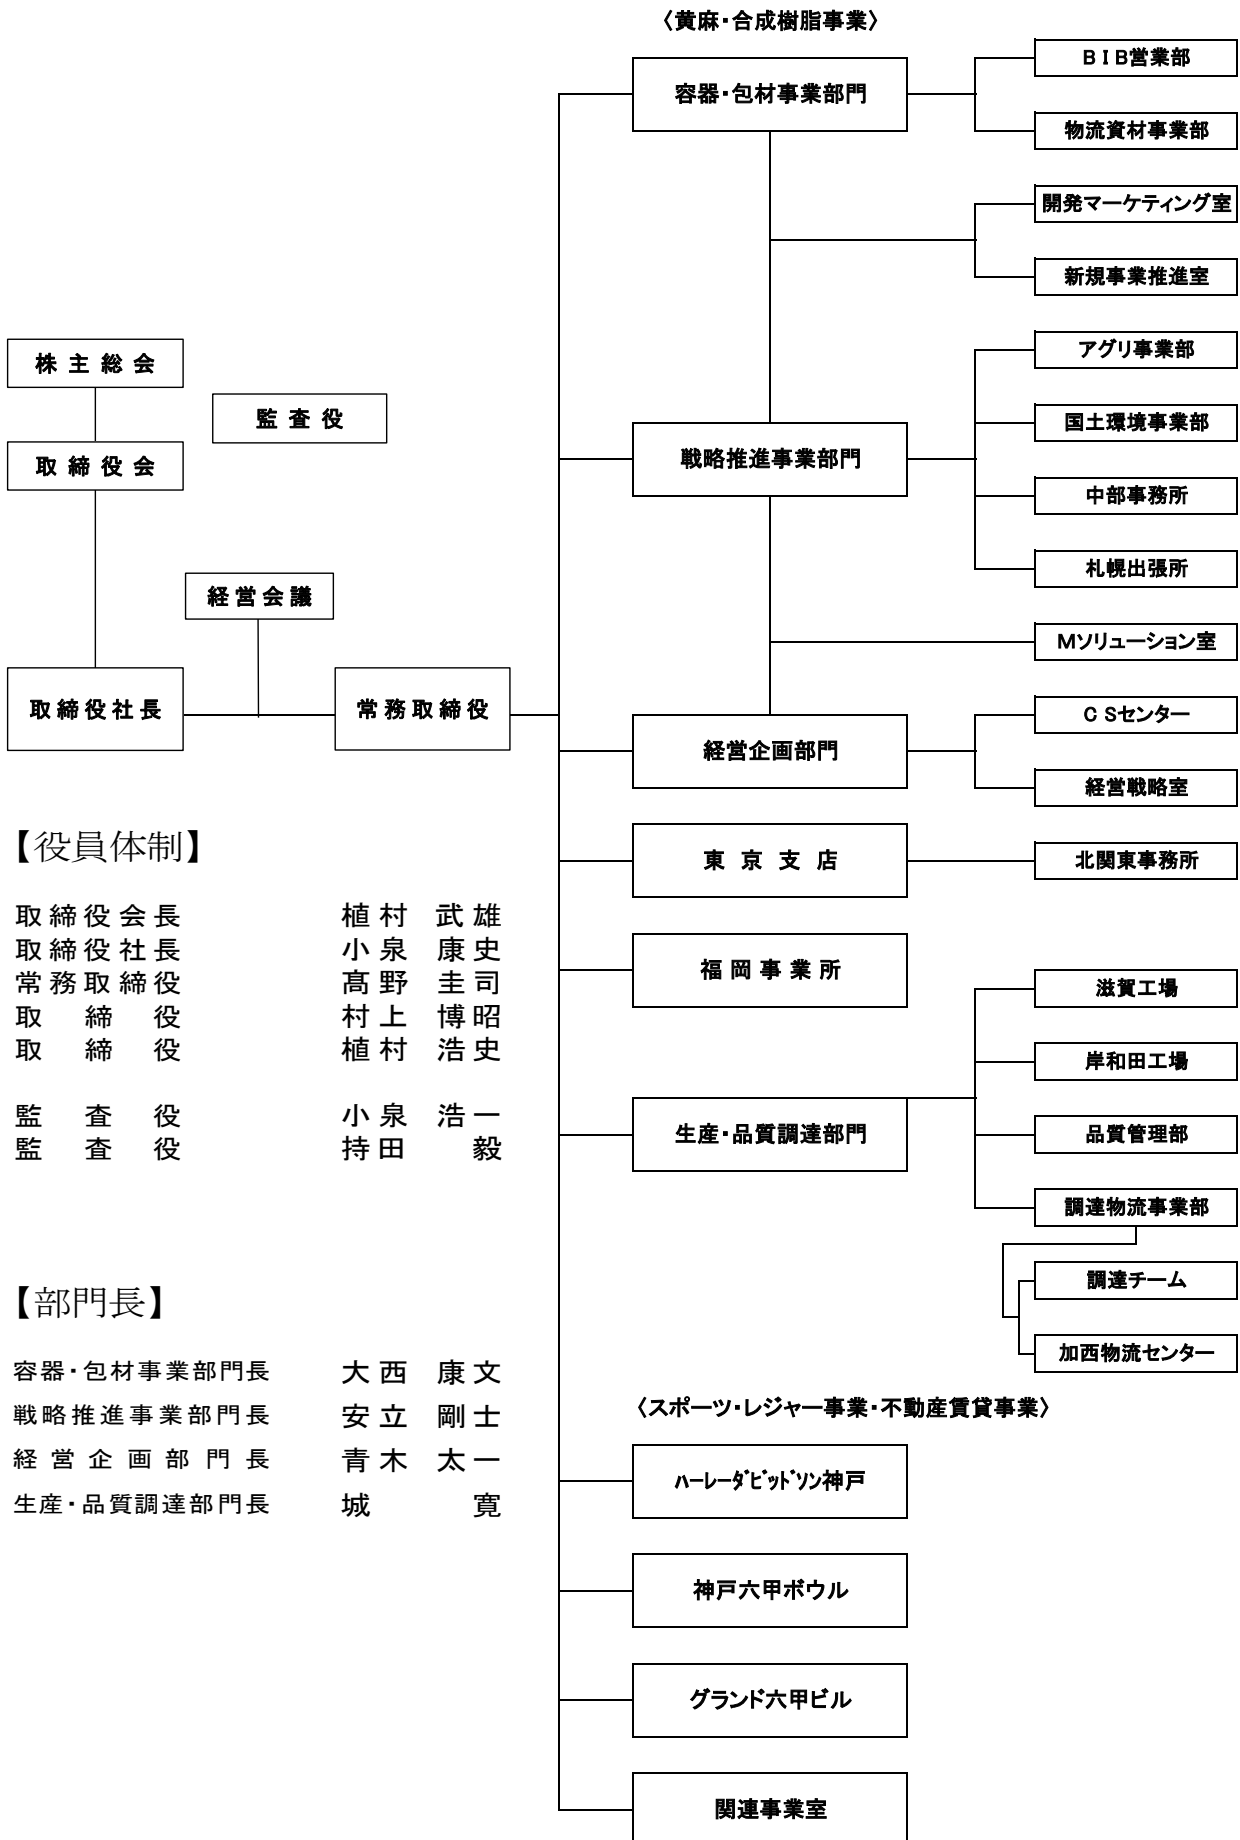 〈黄麻・合成樹脂事業〉
容器・包材事業部門
ＢＩＢ営業部
物流資材事業部
開発マーケティング室
新規事業推進室
株主総会
監査役
取締役会
戦略推進事業部門
アグリ事業部
国土環境事業部
中部事務所
札幌出張所
経営会議
Ｍソリューション室
取締役社長
常務取締役
経営企画部門
ＣＳセンター
経営戦略室
東京支店
北関東事務所
福岡事業所
生産・品質調達部門
滋賀工場
岸和田工場
品質管理部
調達物流事業部
調達チーム
加西物流センター
【役員体制】
取締役会長 植村 武雄
取締役社長 小泉 康史
常務取締役 髙野 圭司
取締役 村上 博昭
取締役 植村 浩史
監査役 小泉 浩一
監査役 持田 毅
【部門長】
容器・包材事業部門長 大西 康文
戦略推進事業部門長 安立 剛士
経営企画部門長 青木 太一
生産・品質調達部門長 城 寛
〈スポーツ・レジャー事業・不動産賃貸事業〉
ﾊｰﾚｰﾀﾞﾋﾞｯﾄﾞｿﾝ神戸
神戸六甲ボウル
グランド六甲ビル
関連事業室